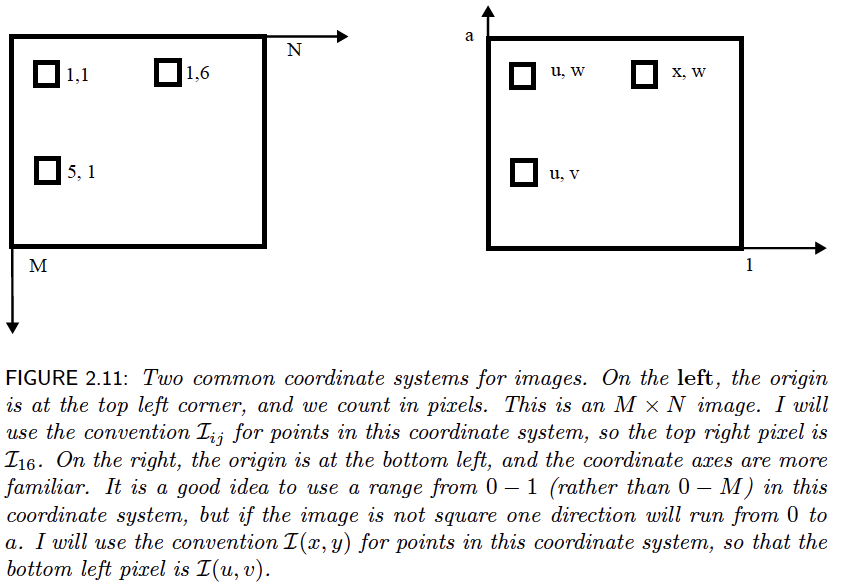 N
1,1
1,6
5, 1
M
a
u, w
x, w
u, v
1
FIGURE 2.11: Two common coordinate systems for images. On the left, the origin
is at the top left corner, and we count in pixels. This is an M × N image. I will
use the convention ℐij for points in this coordinate system, so the top right pixel is
ℐ16. On the right, the origin is at the bottom left, and the coordinate axes are more
familiar. It is a good idea to use a range from 0 − 1 (rather than 0 − M) in this
coordinate system, but if the image is not square one direction will run from 0 to
a. I will use the convention ℐ(x, y) for points in this coordinate system, so that the
bottom left pixel is ℐ(u, v).